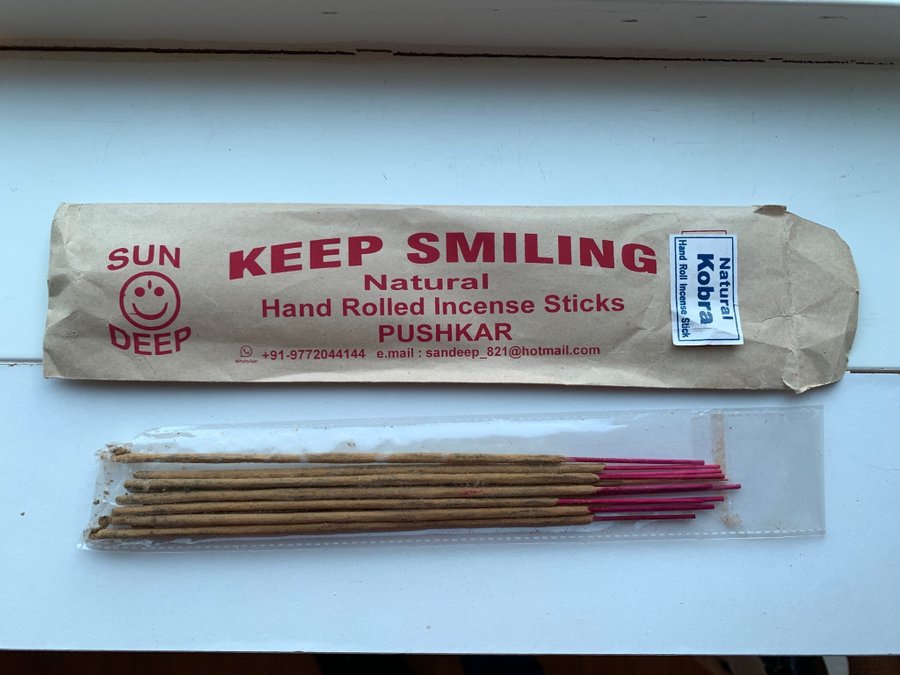 SUN
DEEP
KEEP SMILING
Natural
Hand Rolled Incense Sticks
PUSHKAR
WhatsApp +91-9772044144 e.mail : sandeep_821@hotmail.com
Natural
Kobra
Hand Roll Incense Stick